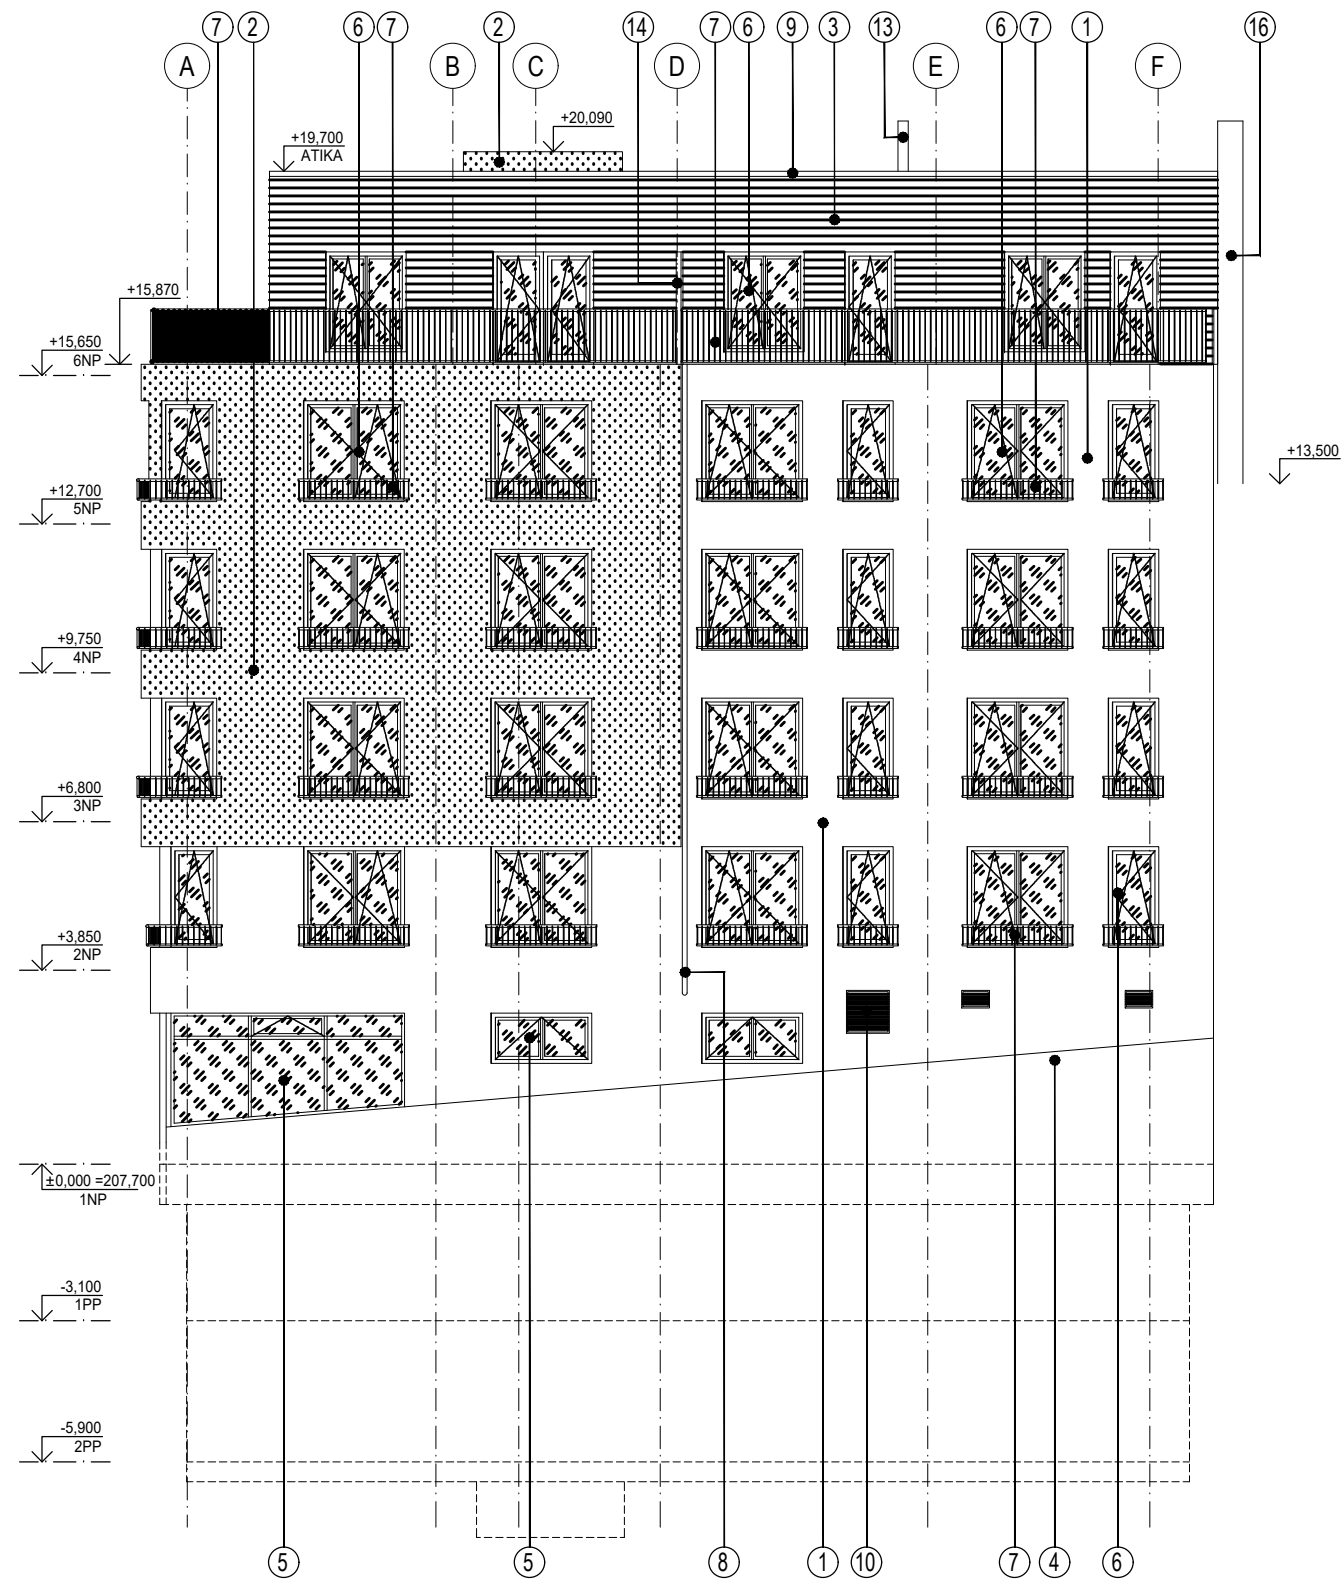 7 2 6 7 2 14 7 6 9 3 13 6 7 1 16
A B C D E F
+20,090
+19,700
ATIKA
+15,870
+15,650
6NP
+13,500
+12,700
5NP
+9,750
4NP
+6,800
3NP
+3,850
2NP
±0,000 =207,700
1NP
-3,100
1PP
-5,900
2PP
5 5 8 1 10 7 4 6